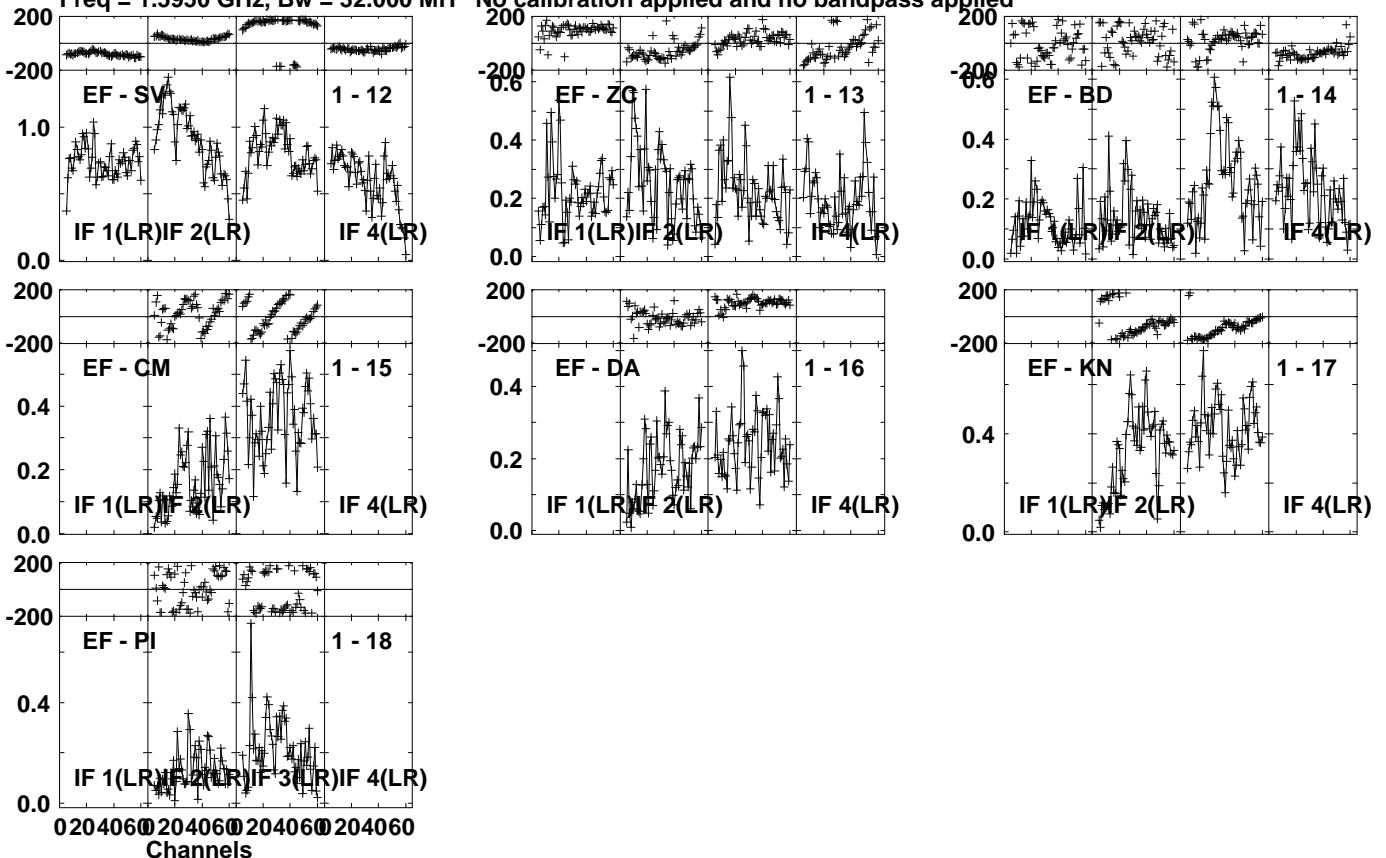 Freq = 1.5950 GHz, Bw = 32.000 MH No calibration applied and no bandpass applied
200
-200
EF - SV
1 - 12
1.0
0.0
IF 1(LR)
IF 2(LR)
IF 4(LR)
200
-200
0.6
EF - ZC
1 - 13
0.4
0.2
0.0
IF 1(LR)
IF 2(LR)
IF 4(LR)
200
-200
0.6
EF - BD
1 - 14
0.4
0.2
0.0
IF 1(LR)
IF 2(LR)
IF 4(LR)
200
-200
EF - CM
1 - 15
0.4
0.2
0.0
IF 1(LR)
IF 2(LR)
IF 4(LR)
200
-200
EF - DA
1 - 16
0.4
0.2
0.0
IF 1(LR)
IF 2(LR)
IF 4(LR)
200
-200
EF - KN
1 - 17
0.4
0.0
IF 1(LR)
IF 2(LR)
IF 4(LR)
200
-200
EF - PI
1 - 18
0.4
0.0
IF 1(LR)
IF 2(LR)
IF 3(LR)
IF 4(LR)
0 20 40 60 0 20 40 60 0 20 40 60 0 20 40 60
Channels